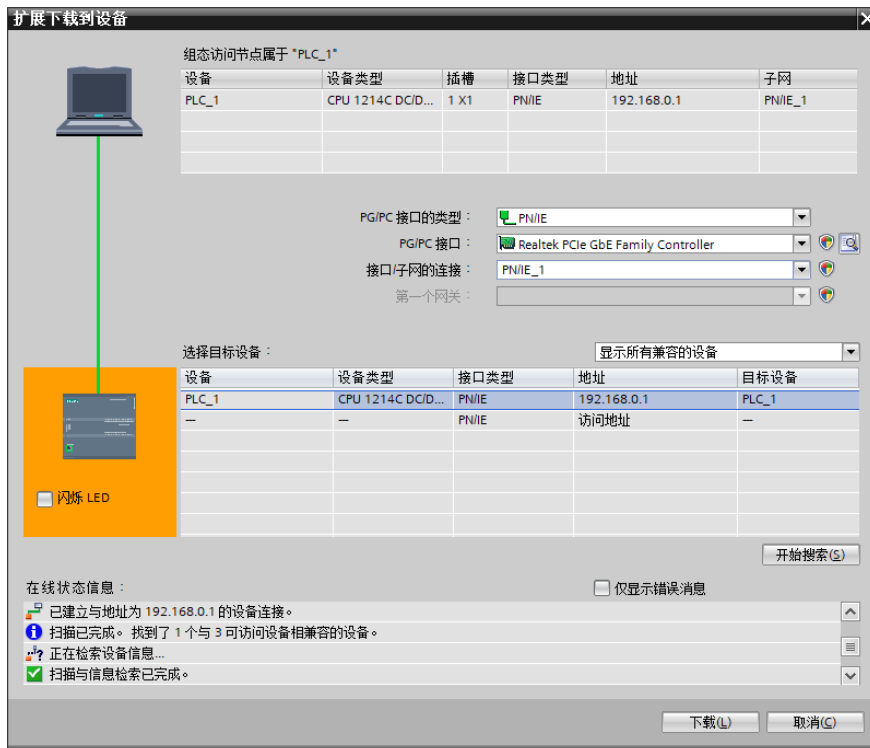 扩展下载到设备
组态访问节点属于 "PLC_1"
设备 设备类型 插槽 接口类型 地址 子网
PLC_1 CPU 1214C DC/D... 1 X1 PN/IE 192.168.0.1 PN/IE_1
PG/PC 接口的类型： PN/IE
PG/PC 接口： Realtek PCIe GbE Family Controller
接口/子网的连接： PN/IE_1
第一个网关：
选择目标设备： 显示所有兼容的设备
设备 设备类型 接口类型 地址 目标设备
PLC_1 CPU 1214C DC/D... PN/IE 192.168.0.1 PLC_1
— — PN/IE 访问地址 —
闪烁 LED
开始搜索(S)
在线状态信息： 仅显示错误消息
已建立与地址为 192.168.0.1 的设备连接。
扫描已完成。找到了 1 个与 3 可访问设备相兼容的设备。
正在检索设备信息...
扫描与信息检索已完成。
下载(L) 取消(C)